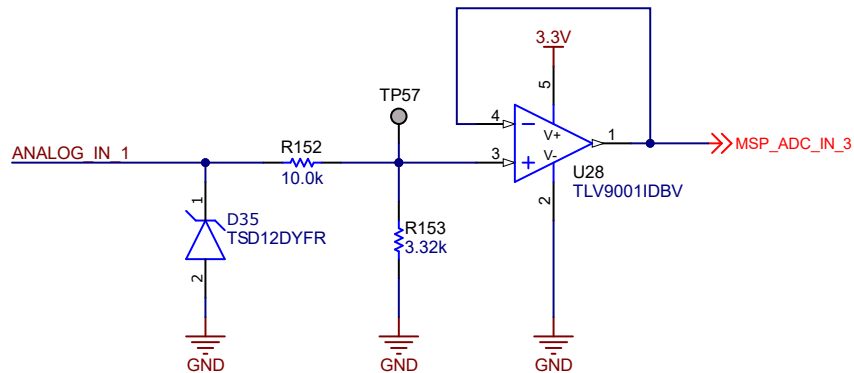 3.3V
5
TP57
4
−
V+
1
ANALOG_IN_1
R152
10.0k
3
+
V-
MSP_ADC_IN_3
U28
TLV9001IDBV
2
1
D35
TSD12DYFR
2
R153
3.32k
GND
GND
GND